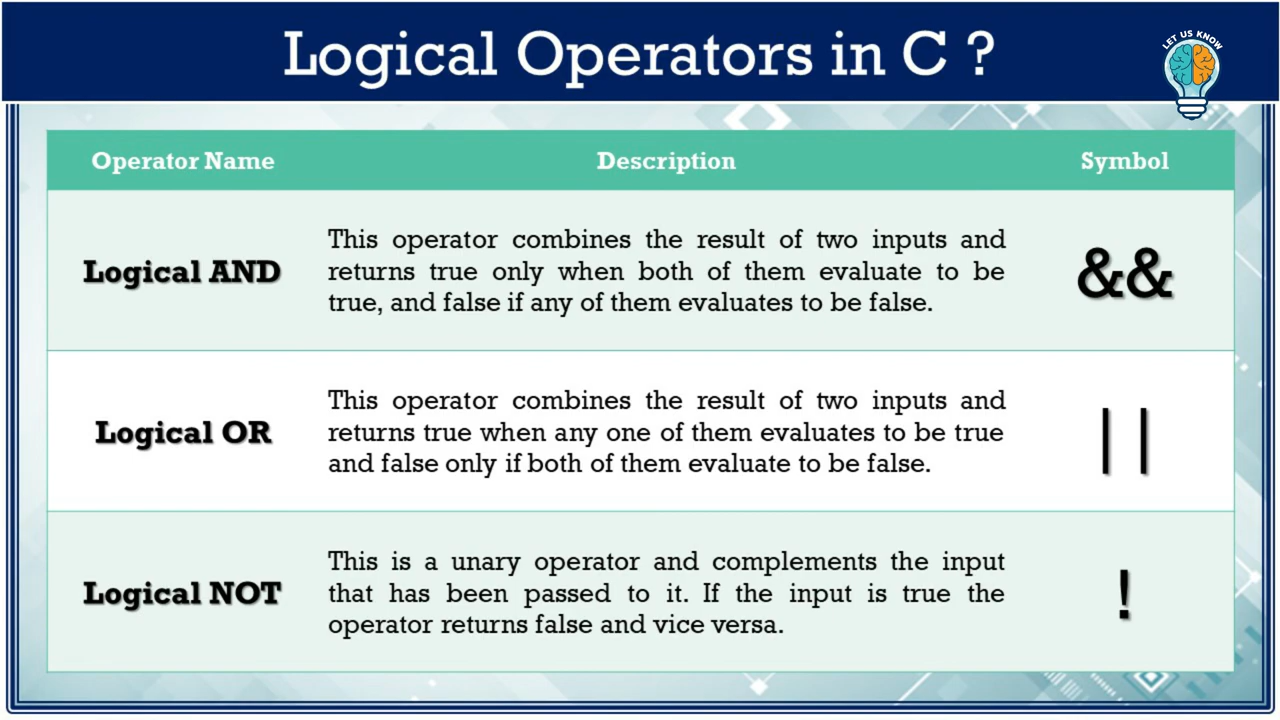 Logical Operators in C ?
LET US KNOW
Operator Name Description Symbol
This operator combines the result of two inputs and
Logical AND returns true only when both of them evaluate to be &&
true, and false if any of them evaluates to be false.
This operator combines the result of two inputs and
Logical OR returns true when any one of them evaluates to be true ||
and false only if both of them evaluate to be false.
This is a unary operator and complements the input
Logical NOT that has been passed to it. If the input is true the !
operator returns false and vice versa.